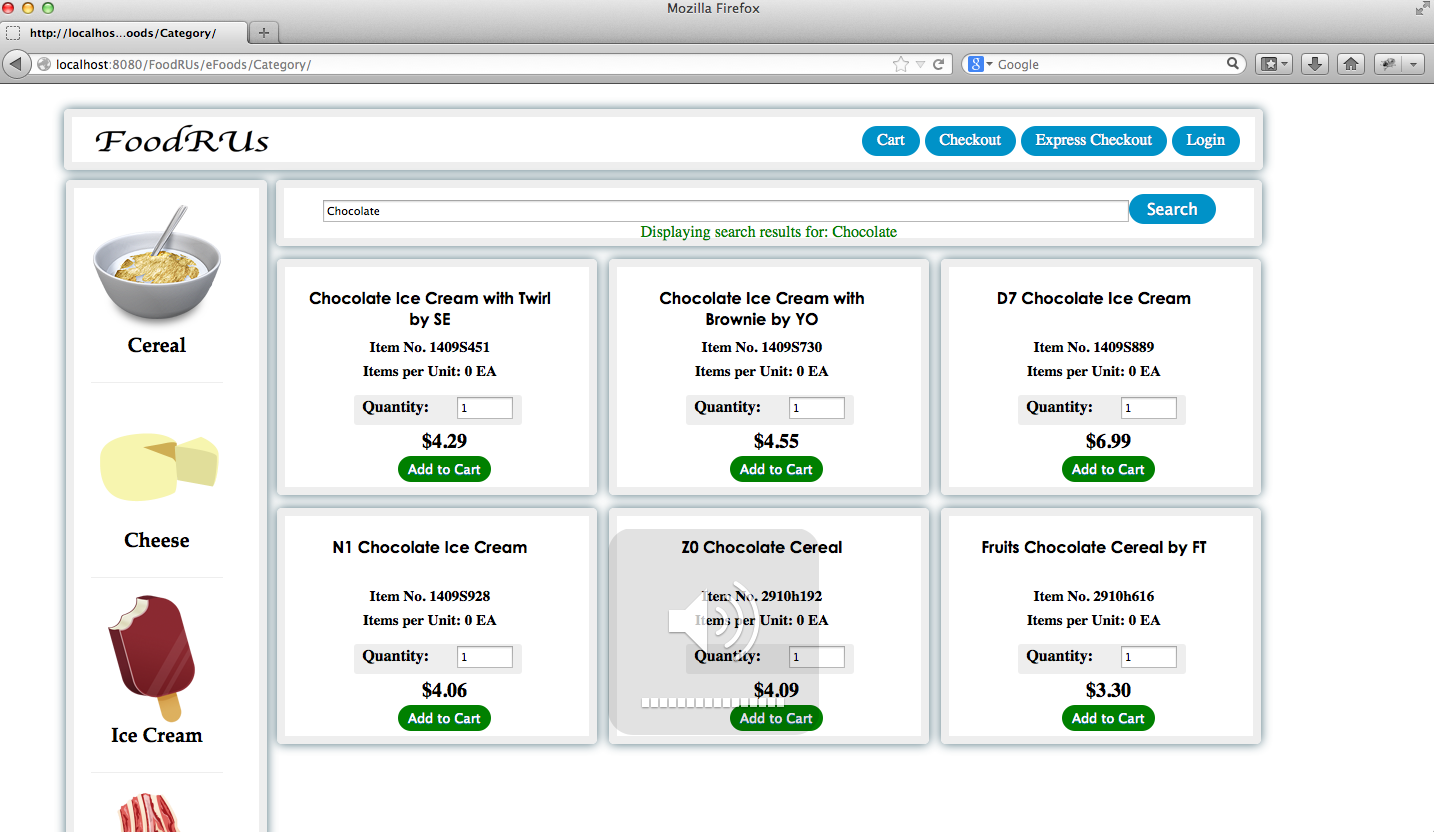 Mozilla Firefox
http://localhos...oods/Category/
localhost:8080/FoodRUs/eFoods/Category/
Google
FoodRUs
Cart
Checkout
Express Checkout
Login
Chocolate
Search
Displaying search results for: Chocolate
Cereal
Cheese
Ice Cream
Chocolate Ice Cream with Twirl
by SE
Item No. 1409S451
Items per Unit: 0 EA
Quantity:
1
$4.29
Add to Cart
Chocolate Ice Cream with
Brownie by YO
Item No. 1409S730
Items per Unit: 0 EA
Quantity:
1
$4.55
Add to Cart
D7 Chocolate Ice Cream
Item No. 1409S889
Items per Unit: 0 EA
Quantity:
1
$6.99
Add to Cart
N1 Chocolate Ice Cream
Item No. 1409S928
Items per Unit: 0 EA
Quantity:
1
$4.06
Add to Cart
Z0 Chocolate Cereal
Item No. 2910h192
Items per Unit: 0 EA
Quantity:
1
$4.09
Add to Cart
Fruits Chocolate Cereal by FT
Item No. 2910h616
Items per Unit: 0 EA
Quantity:
1
$3.30
Add to Cart